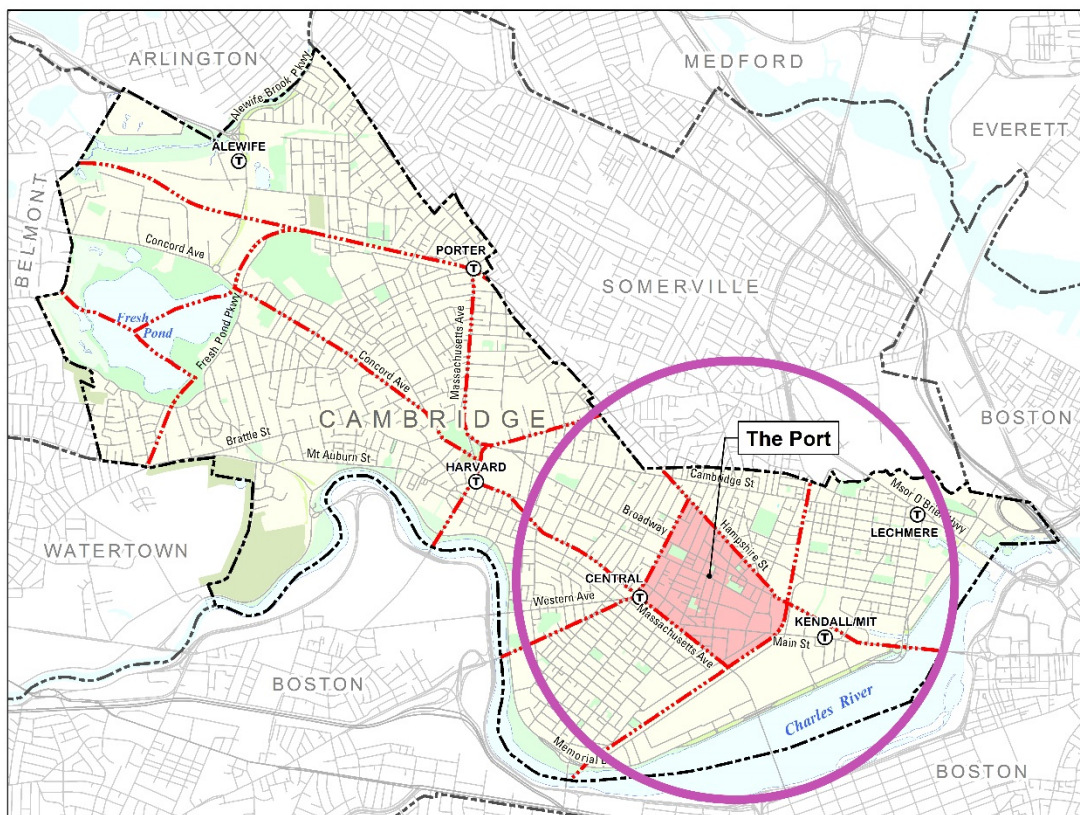 ARLINGTON
MEDFORD
EVERETT
Alewife Brook Pkwy
ALEWIFE
T
BELMONT
Concord Ave
PORTER
T
SOMERVILLE
Fresh
Pond
Fresh Pond Pkwy
Massachusetts Ave
Concord Ave
CAMBRIDGE
BOSTON
Brattle St
Mt Auburn St
The Port
HARVARD
T
Cambridge St
Msgr O'Brien Hwy
LECHMERE
T
Broadway
Hampshire St
WATERTOWN
CENTRAL
T
Western Ave
Massachusetts Ave
KENDALL/MIT
T
Main St
BOSTON
Charles River
Memorial
BOSTON